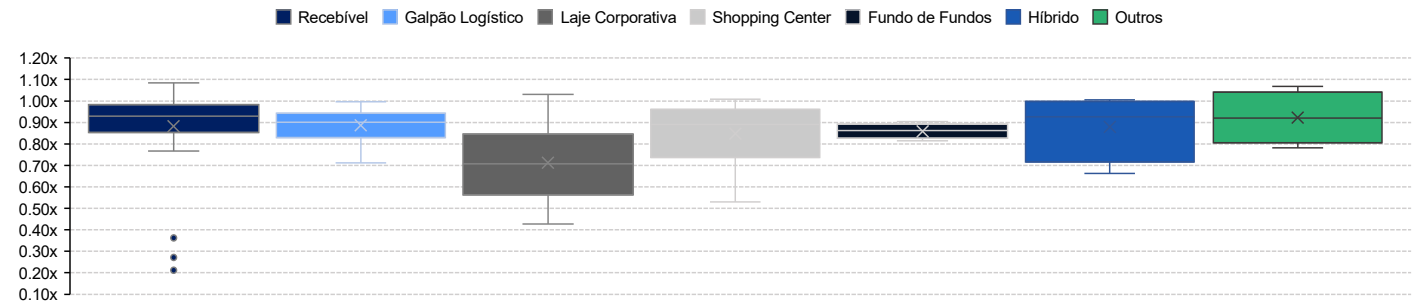 Recebível Galpão Logístico Laje Corporativa Shopping Center Fundo de Fundos Híbrido Outros
1.20x
1.10x
1.00x
0.90x
0.80x
0.70x
0.60x
0.50x
0.40x
0.30x
0.20x
0.10x